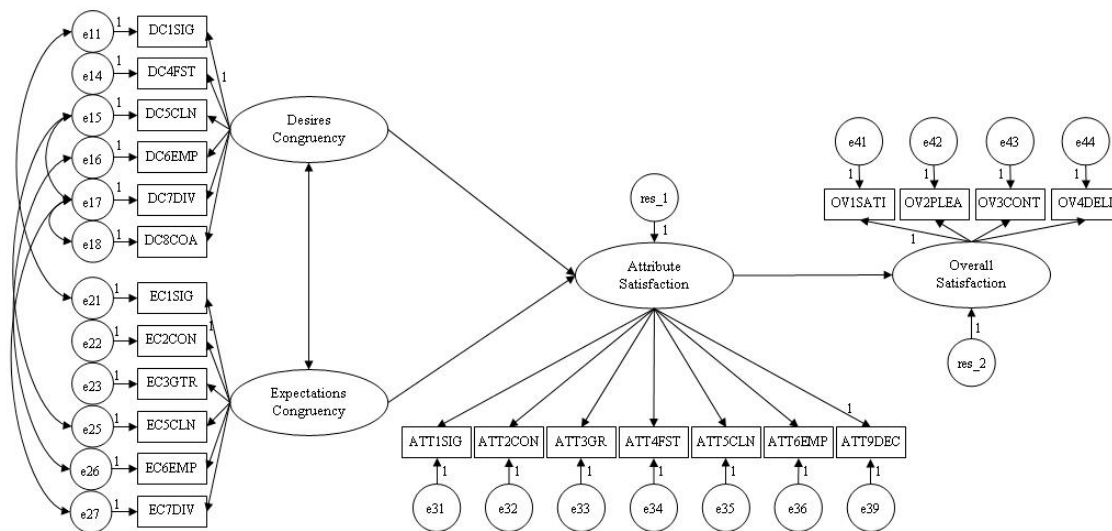 e11 1 DC1SIG
e14 1 DC4FST
e15 1 DC5CLN
e16 1 DC6EMP
e17 1 DC7DIV
e18 1 DC8COA
1
Desires
Congruency
e21 1 EC1SIG
e22 1 EC2CON
e23 1 EC3GTR
e25 1 EC5CLN
e26 1 EC6EMP
e27 1 EC7DIV
1
Expectations
Congruency
res_1
1
Attribute
Satisfaction
1
ATT1SIG ATT2CON ATT3GR ATT4FST ATT5CLN ATT6EMP ATT9DEC
1 1 1 1 1 1 1
e31 e32 e33 e34 e35 e36 e39
e41 e42 e43 e44
1 1 1 1
OV1SATI OV2PLEA OV3CONT OV4DELI
1
Overall
Satisfaction
1
res_2